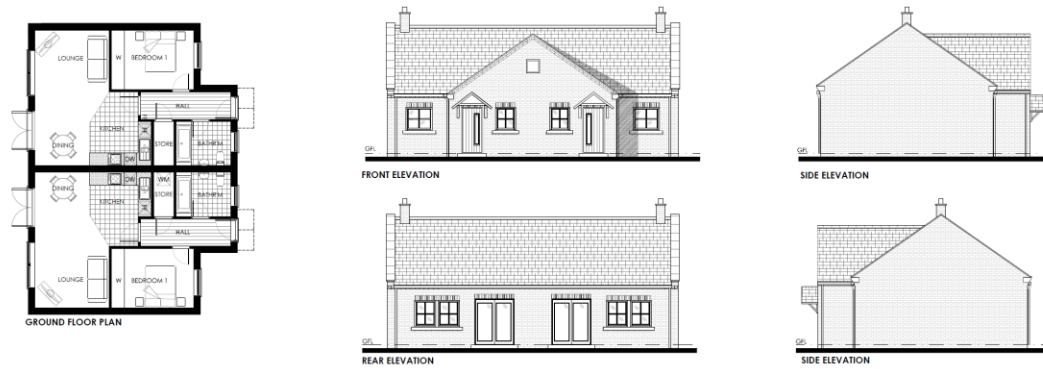 LOUNGE
W
BEDROOM 1
HALL
KITCHEN
DINING
STORE
BATHRM
DW
DW
WM
DINING
STORE
BATHRM
KITCHEN
HALL
LOUNGE
W
BEDROOM 1
GROUND FLOOR PLAN
GFL
FRONT ELEVATION
GFL
SIDE ELEVATION
GFL
REAR ELEVATION
GFL
SIDE ELEVATION